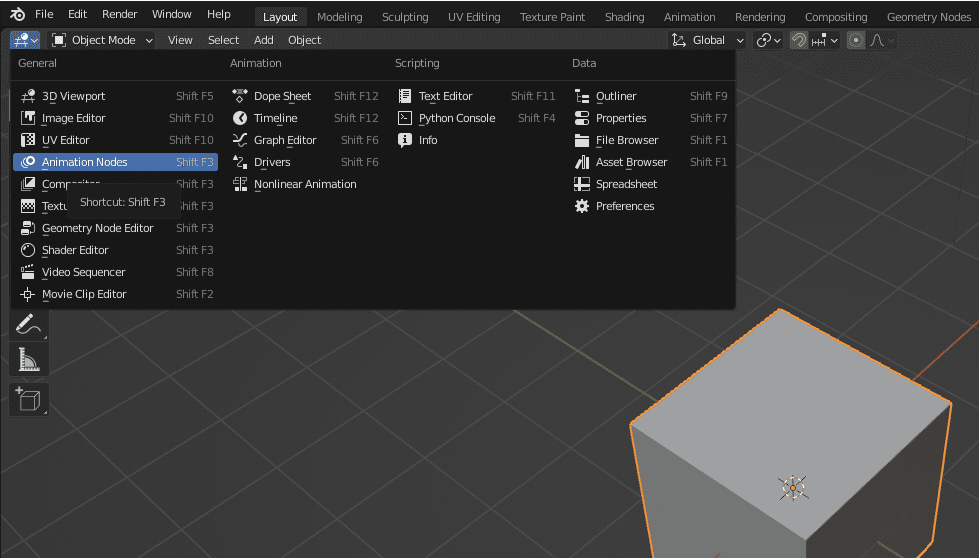 File Edit Render Window Help Layout Modeling Sculpting UV Editing Texture Paint Shading Animation Rendering Compositing Geometry Nodes
Object Mode View Select Add Object Global
General
3D Viewport Shift F5
Image Editor Shift F10
UV Editor Shift F10
Animation Nodes Shift F3
Compositor Shift F3
Shortcut: Shift F3
Textu Shift F3
Geometry Node Editor Shift F3
Shader Editor Shift F3
Video Sequencer Shift F8
Movie Clip Editor Shift F2
Animation
Dope Sheet Shift F12
Timeline Shift F12
Graph Editor Shift F6
Drivers Shift F6
Nonlinear Animation
Scripting
Text Editor Shift F11
Python Console Shift F4
Info
Data
Outliner Shift F9
Properties Shift F7
File Browser Shift F1
Asset Browser Shift F1
Spreadsheet
Preferences